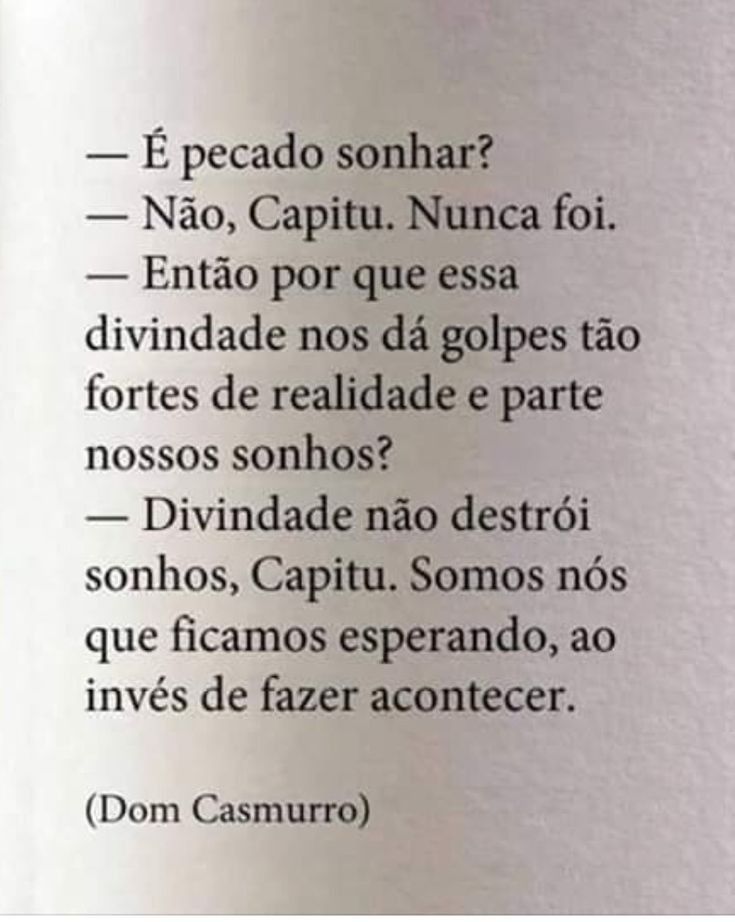 — É pecado sonhar?
— Não, Capitu. Nunca foi.
— Então por que essa
divindade nos dá golpes tão
fortes de realidade e parte
nossos sonhos?
— Divindade não destrói
sonhos, Capitu. Somos nós
que ficamos esperando, ao
invés de fazer acontecer.
(Dom Casmurro)